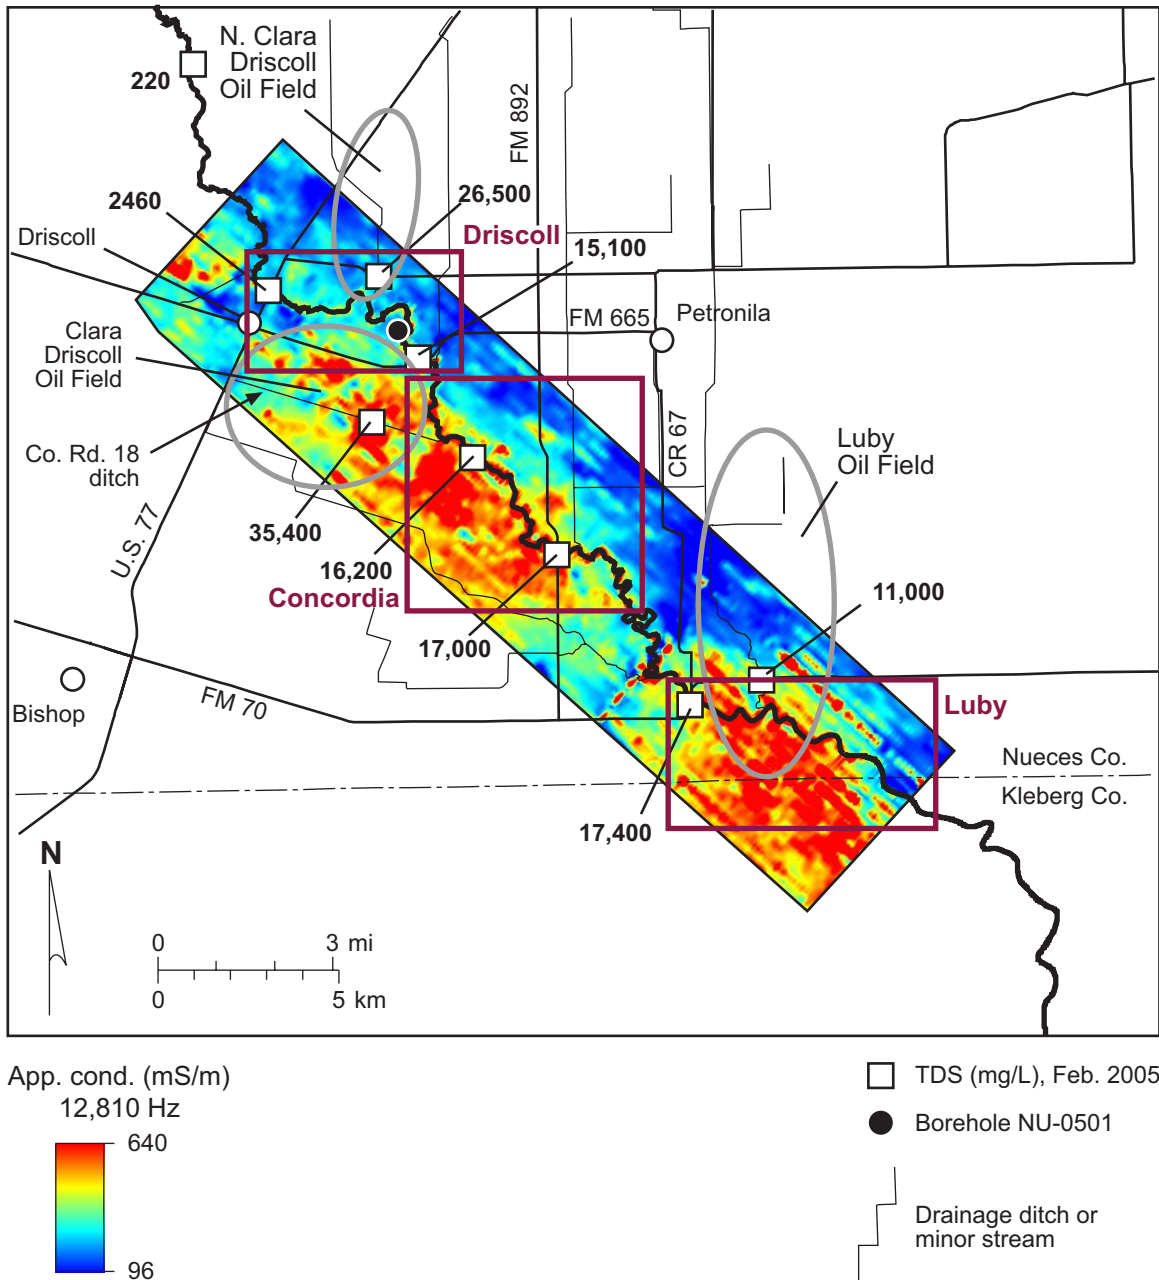 N. Clara
Driscoll
Oil Field
220
FM 892
2460
26,500
Driscoll
Driscoll
15,100
FM 665
Petronila
Clara
Driscoll
Oil Field
CR 67
Luby
Oil Field
Co. Rd. 18
ditch
U.S. 77
35,400
16,200
Concordia
17,000
11,000
Bishop
FM 70
Luby
Nueces Co.
Kleberg Co.
17,400
N
0 3 mi
0 5 km
App. cond. (mS/m)
12,810 Hz
640
96
TDS (mg/L), Feb. 2005
Borehole NU-0501
Drainage ditch or
minor stream